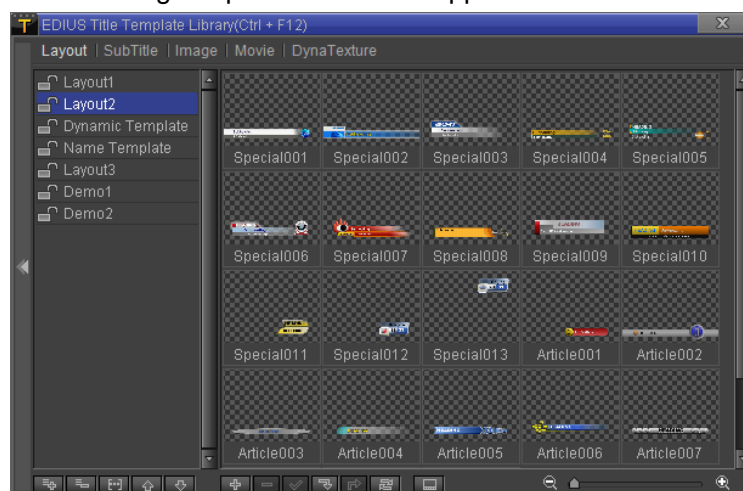 EDIUS Title Template Library(Ctrl + F12)
Layout | SubTitle | Image | Movie | DynaTexture
Layout1
Layout2
Dynamic Template
Name Template
Layout3
Demo1
Demo2
Special001 Special002 Special003 Special004 Special005
Special006 Special007 Special008 Special009 Special010
Special011 Special012 Special013 Article001 Article002
Article003 Article004 Article005 Article006 Article007